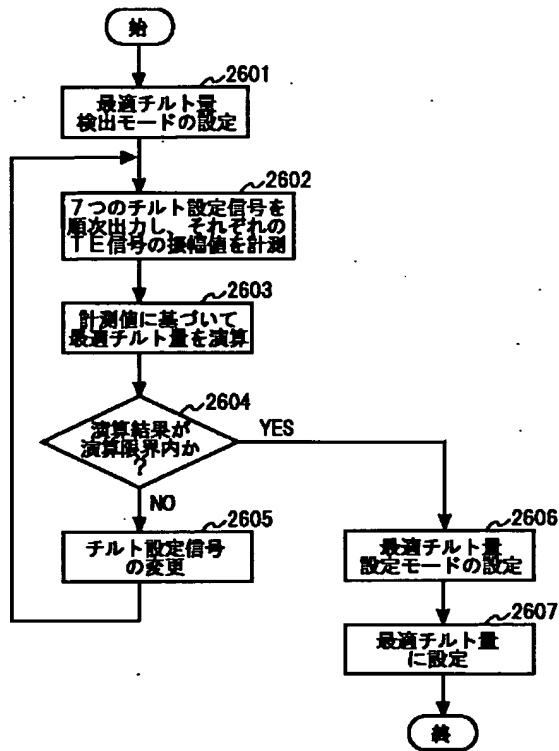 始
2601
最適チルト量
検出モードの設定
2602
7つのチルト設定信号を
順次出力し、それぞれの
TE信号の振幅値を計測
2603
計測値に基づいて
最適チルト量を演算
2604
演算結果が
演算限界内か
?
YES
NO
2605
チルト設定信号
の変更
2606
最適チルト量
設定モードの設定
2607
最適チルト量
に設定
終